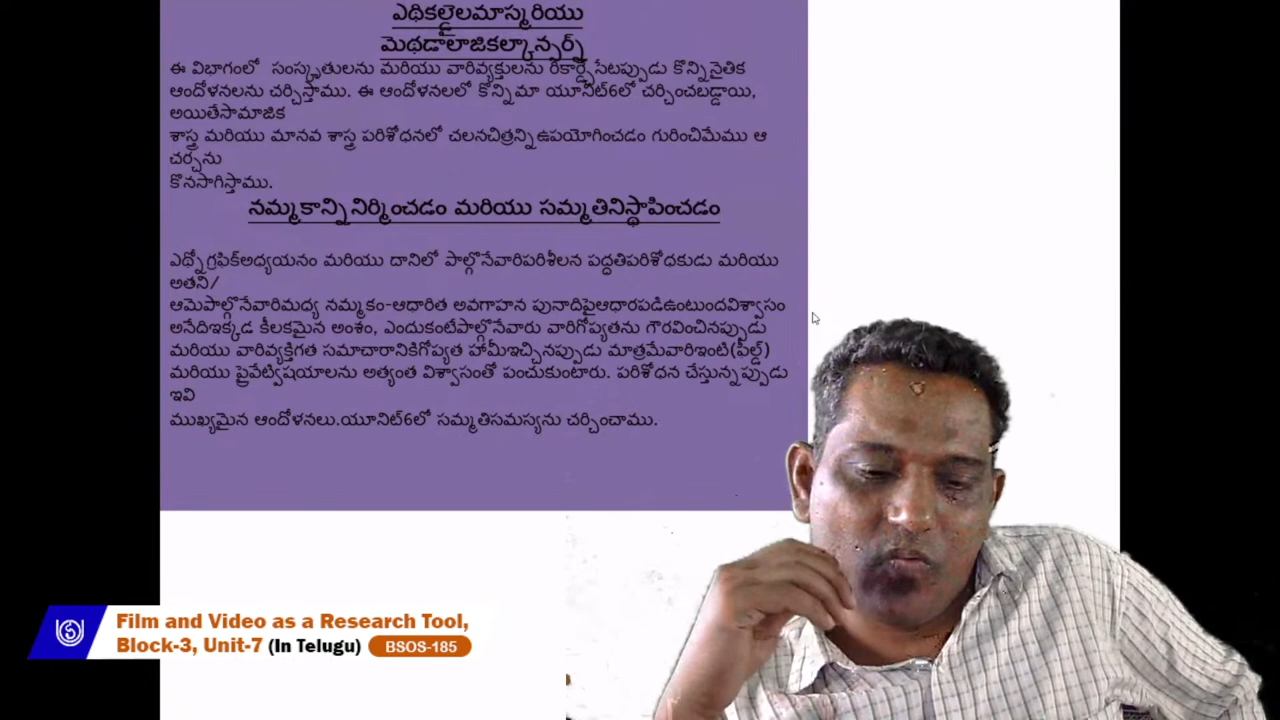 ఎథికల్డైలమాస్మరియు
మెథడాలాజికల్కాన్సర్న్
ఈ విభాగంలో సంస్కృతులను మరియు వారివ్యక్తులను రికార్డ్చేసేటప్పుడు కొన్నినైతిక
ఆందోళనలను చర్చిస్తాము. ఈ ఆందోళనలలో కొన్నిమా యూనిట్6లో చర్చించబడ్డాయి,
అయితేసామాజిక
శాస్త్ర మరియు మానవ శాస్త్ర పరిశోధనలో చలనచిత్రాన్నిఉపయోగించడం గురించిమేము ఆ
చర్చను
కొనసాగిస్తాము.
నమ్మకాన్నినిర్మించడం మరియు సమ్మతినిస్థాపించడం
ఎథ్నోగ్రఫిక్అధ్యయనం మరియు దానిలో పాల్గొనేవారిపరిశీలన పద్ధతిపరిశోధకుడు మరియు
అతని/
ఆమెపాల్గొనేవారిమధ్య నమ్మకం-ఆధారిత అవగాహన పునాదిపైఆధారపడిఉంటుందవిశ్వాసం
అనేదిఇక్కడ కీలకమైన అంశం, ఎందుకంటేపాల్గొనేవారు వారిగోప్యతను గౌరవించినప్పుడు
మరియు వారివ్యక్తిగత సమాచారానికిగోప్యత హామీఇచ్చినప్పుడు మాత్రమేవారిఇంటి(ఫీల్డ్)
మరియు ప్రైవేట్విషయాలను అత్యంత విశ్వాసంతో పంచుకుంటారు. పరిశోధన చేస్తున్నప్పుడు
ఇవి
ముఖ్యమైన ఆందోళనలు.యూనిట్6లో సమ్మతిసమస్యను చర్చించాము.
Film and Video as a Research Tool,
Block-3, Unit-7 (In Telugu) BSOS-185